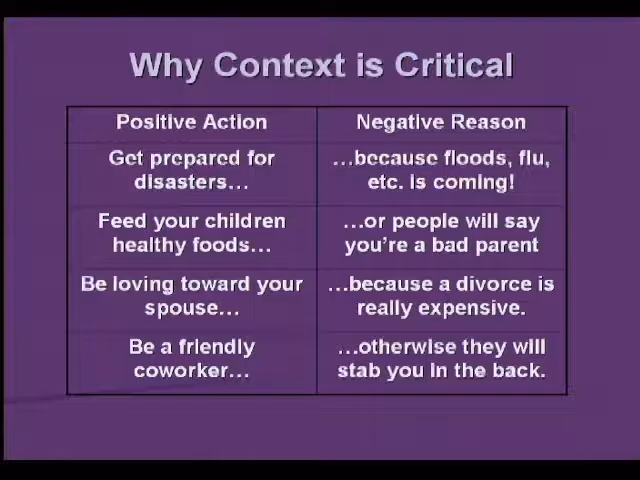 Why Context is Critical
Positive Action
Negative Reason
Get prepared for
disasters…
…because floods, flu,
etc. is coming!
Feed your children
healthy foods…
…or people will say
you're a bad parent
Be loving toward your
spouse…
…because a divorce is
really expensive.
Be a friendly
coworker…
…otherwise they will
stab you in the back.